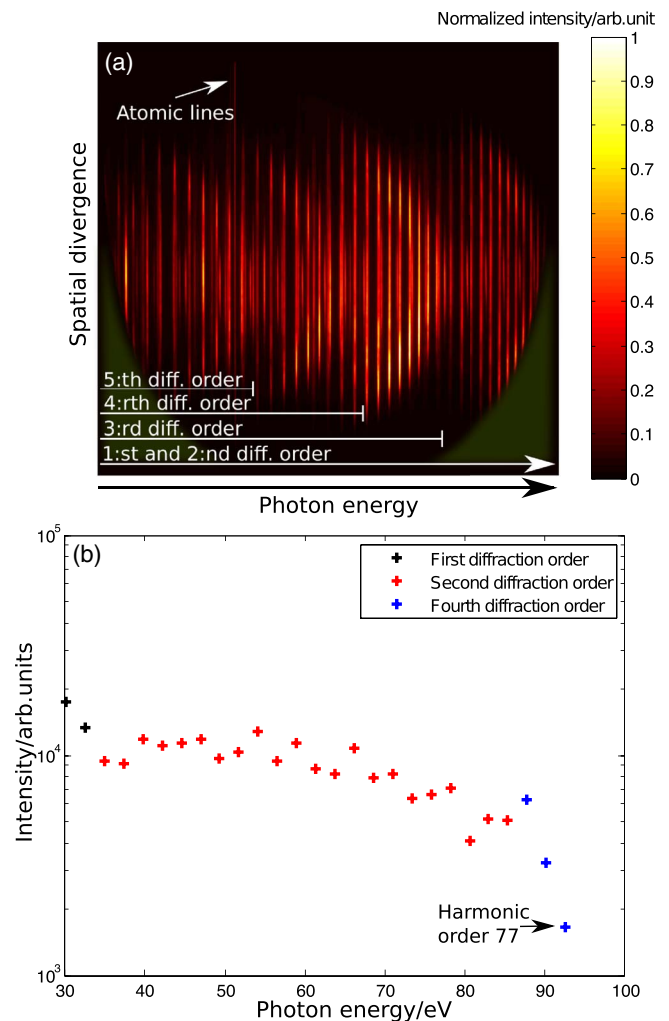 Normalized intensity/arb.unit
(a)
Atomic lines
Spatial divergence
5:th diff. order
4:rth diff. order
3:rd diff. order
1:st and 2:nd diff. order
Photon energy
1
0.9
0.8
0.7
0.6
0.5
0.4
0.3
0.2
0.1
0
(b)
First diffraction order
Second diffraction order
Fourth diffraction order
Intensity/arb.units
10^5
10^4
10^3
Harmonic
order 77
30 40 50 60 70 80 90 100
Photon energy/eV